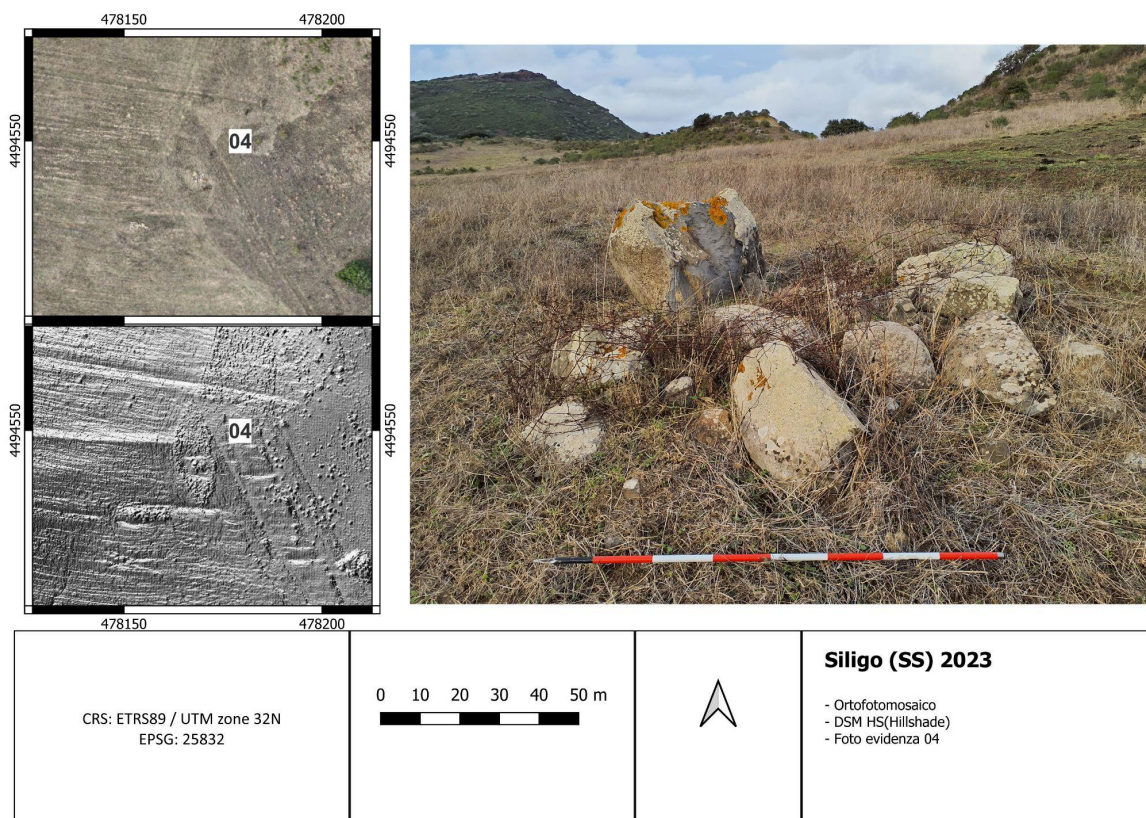 478150 478200
04
4494550 4494550
04
4494550 4494550
478150 478200
CRS: ETRS89 / UTM zone 32N
EPSG: 25832
0 10 20 30 40 50 m
Siligo (SS) 2023
- Ortofotomosaico
- DSM HS(Hillshade)
- Foto evidenza 04